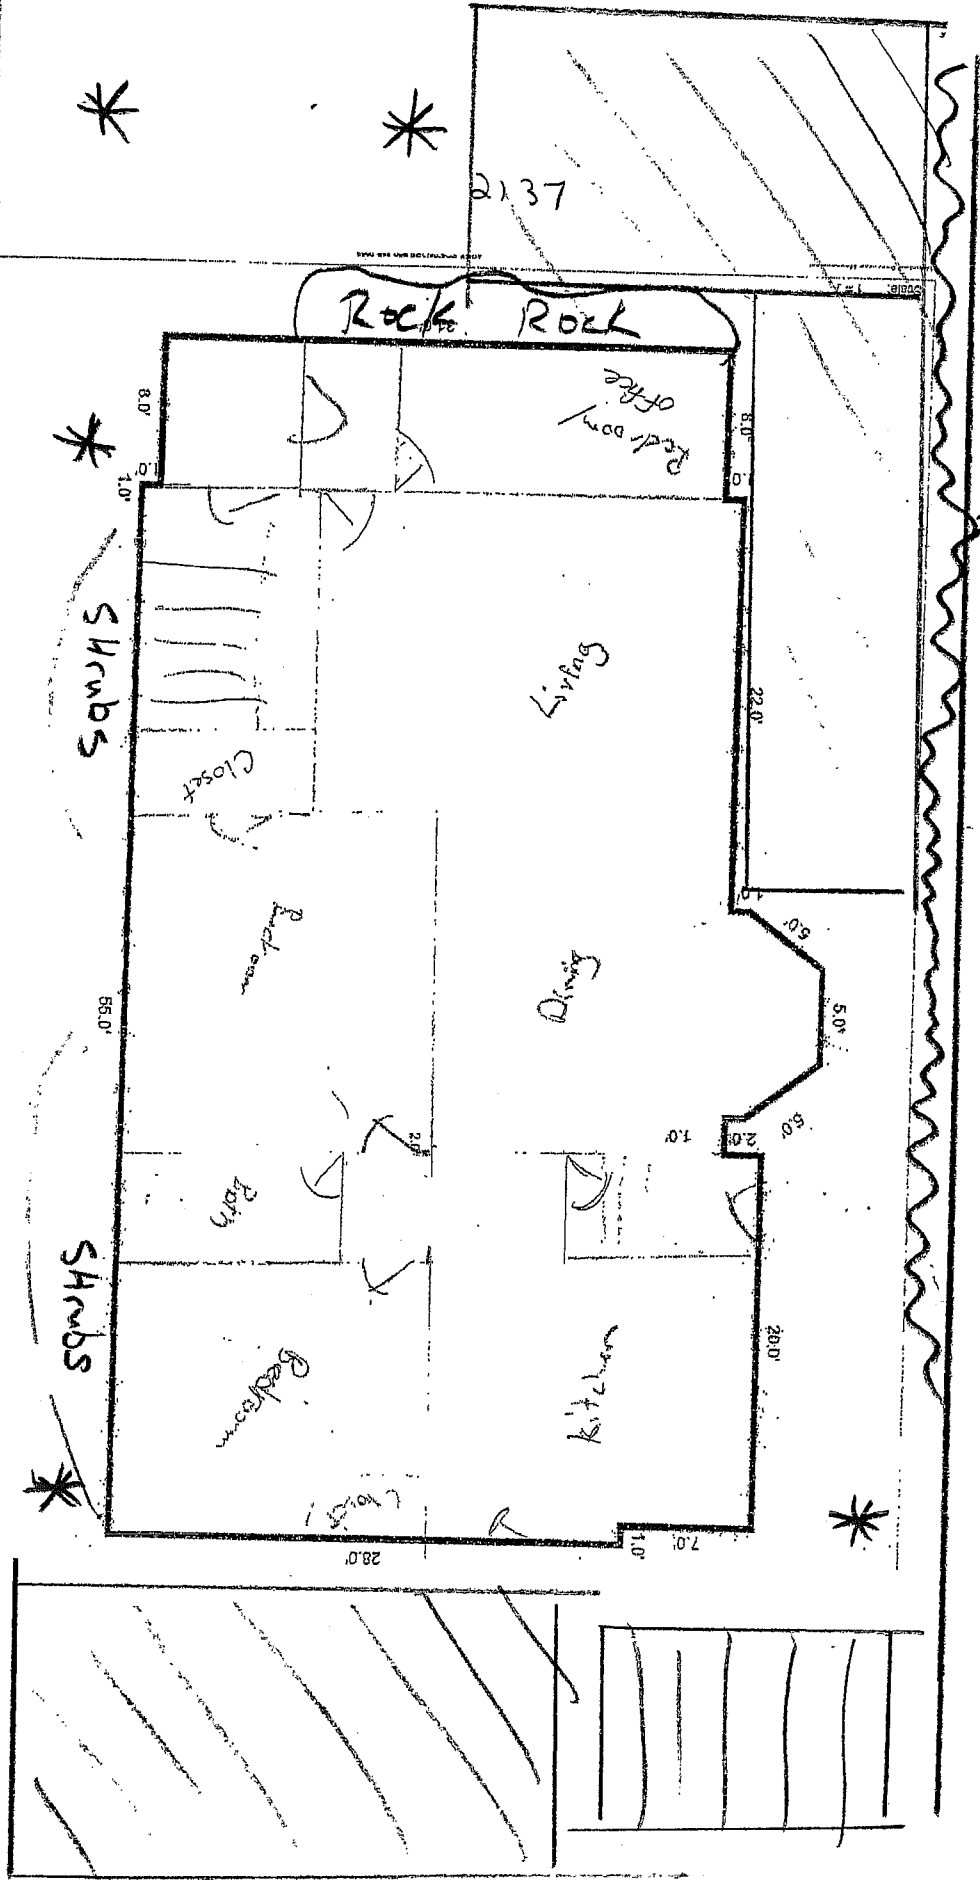 2137
Scale: 1" =
Rock Rock
office
Bedroom/
8.0'
8.0'
1.0'
1.0'
Living
22.0'
SHrubS
Closet
Bedroom
Dining
5.0'
5.0'
5.0'
55.0'
1.0'
2.0'
2.0'
Bath
SHrubS
Bedroom
Kitchen
20.0'
Closet
28.0'
1.0'
7.0'